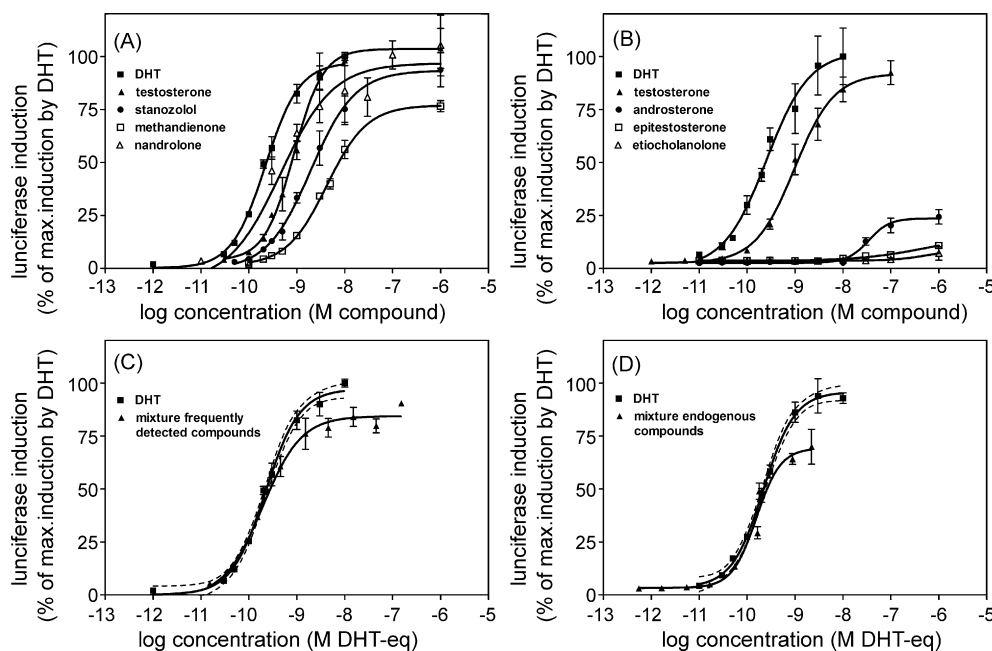 (A)
luciferase induction
(% of max.induction by DHT)
100
75
50
25
0
DHT
testosterone
stanozolol
methandienone
nandrolone
-13 -12 -11 -10 -9 -8 -7 -6 -5
log concentration (M compound)
(B)
lunciferase induction
(% of max.induction by DHT)
100
75
50
25
0
DHT
testosterone
androsterone
epitestosterone
etiocholanolone
-13 -12 -11 -10 -9 -8 -7 -6 -5
log concentration (M compound)
(C)
lunciferase induction
(% of max.induction by DHT)
100
75
50
25
0
DHT
mixture frequently
detected compounds
-13 -12 -11 -10 -9 -8 -7 -6 -5
log concentration (M DHT-eq)
(D)
lunciferase induction
(% of max.induction by DHT)
100
75
50
25
0
DHT
mixture endogenous
compounds
-13 -12 -11 -10 -9 -8 -7 -6 -5
log concentration (M DHT-eq)